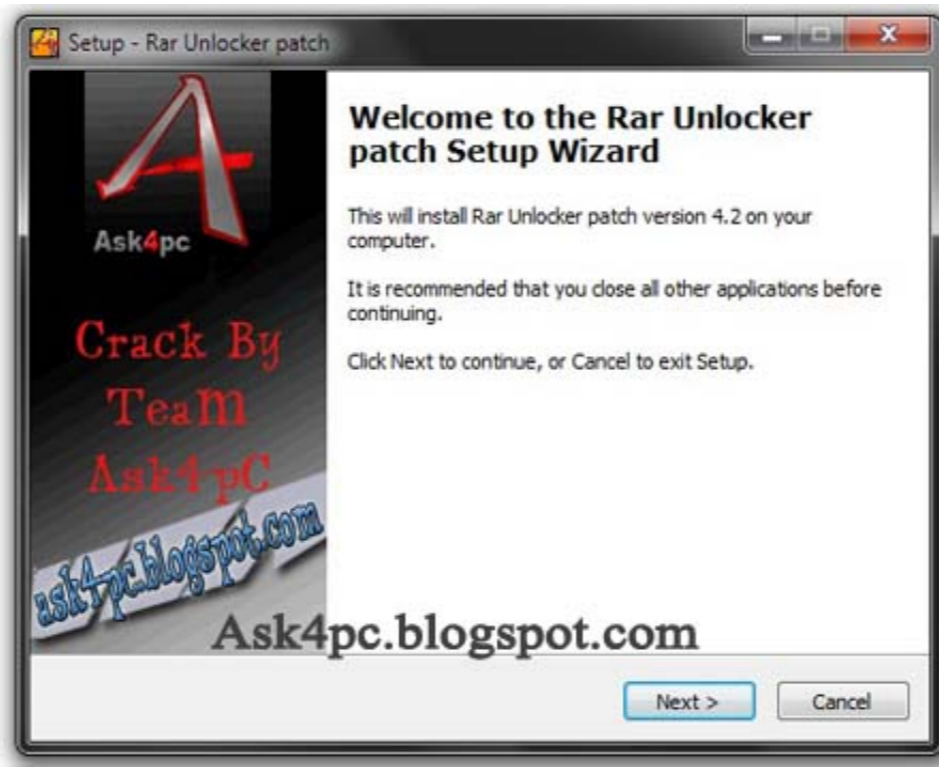 Setup - Rar Unlocker patch
Ask4pc
Crack By
Team
Ask4pC
ask4-pc.blogspot.com
Welcome to the Rar Unlocker
patch Setup Wizard
This will install Rar Unlocker patch version 4.2 on your
computer.
It is recommended that you close all other applications before
continuing.
Click Next to continue, or Cancel to exit Setup.
Ask4pc.blogspot.com
Next >
Cancel